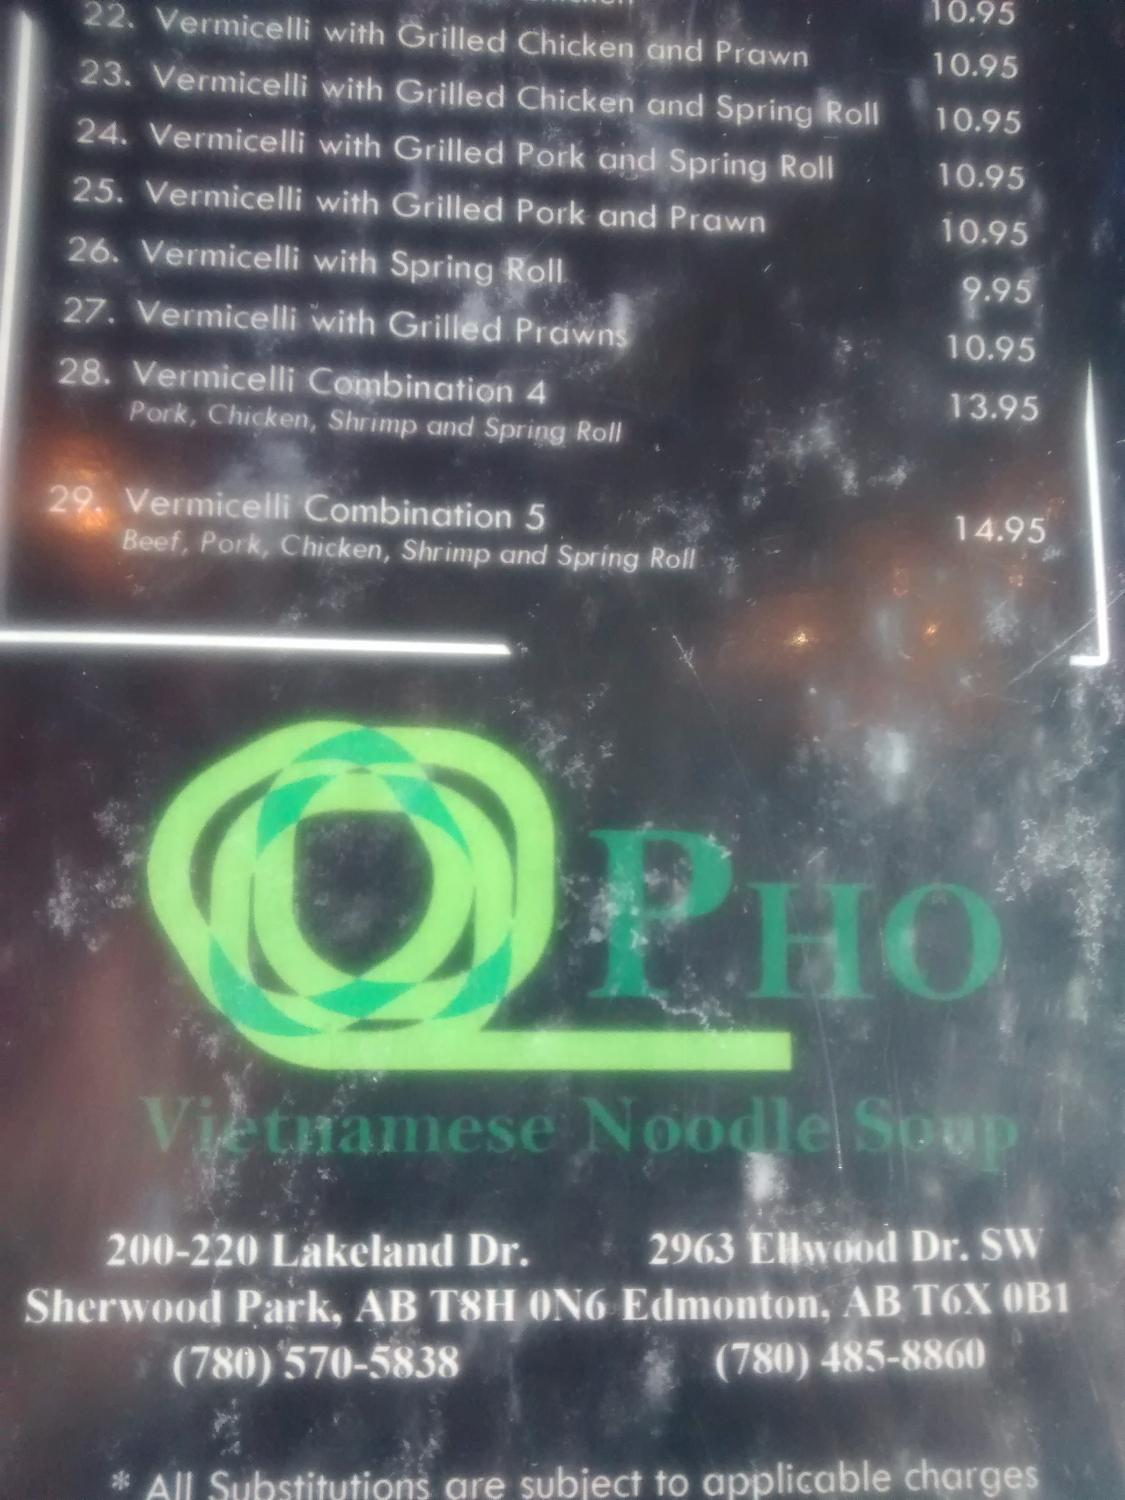 10.95
22. Vermicelli with Grilled Chicken and Prawn 10.95
23. Vermicelli with Grilled Chicken and Spring Roll 10.95
24. Vermicelli with Grilled Pork and Spring Roll 10.95
25. Vermicelli with Grilled Pork and Prawn 10.95
26. Vermicelli with Spring Roll 9.95
27. Vermicelli with Grilled Prawns 10.95
28. Vermicelli Combination 4 13.95
Pork, Chicken, Shrimp and Spring Roll
29. Vermicelli Combination 5 14.95
Beef, Pork, Chicken, Shrimp and Spring Roll
Q PHO
Vietnamese Noodle Soup
200-220 Lakeland Dr. 2963 Ellwood Dr. SW
Sherwood Park, AB T8H 0N6 Edmonton, AB T6X 0B1
(780) 570-5838 (780) 485-8860
* All Substitutions are subject to applicable charges